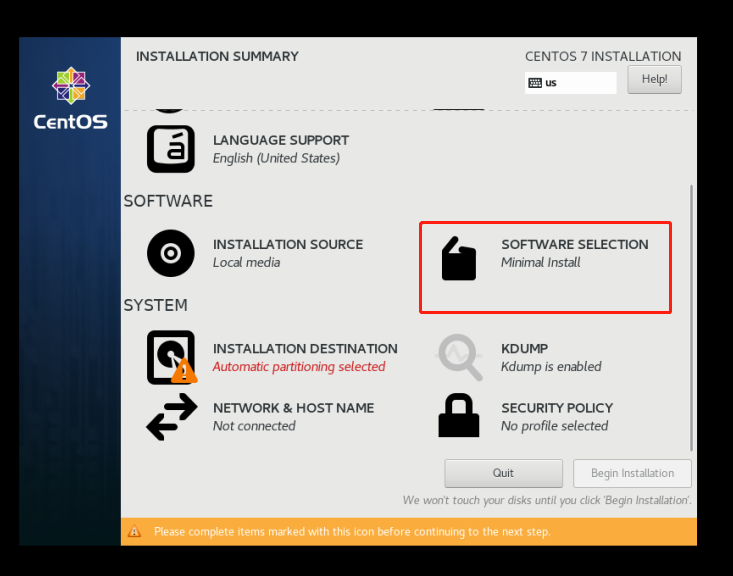 INSTALLATION SUMMARY
CENTOS 7 INSTALLATION
us
Help!
CentOS
á
LANGUAGE SUPPORT
English (United States)
SOFTWARE
INSTALLATION SOURCE
Local media
SOFTWARE SELECTION
Minimal Install
SYSTEM
INSTALLATION DESTINATION
Automatic partitioning selected
KDUMP
Kdump is enabled
NETWORK & HOST NAME
Not connected
SECURITY POLICY
No profile selected
Quit
Begin Installation
We won't touch your disks until you click 'Begin Installation'.
Please complete items marked with this icon before continuing to the next step.